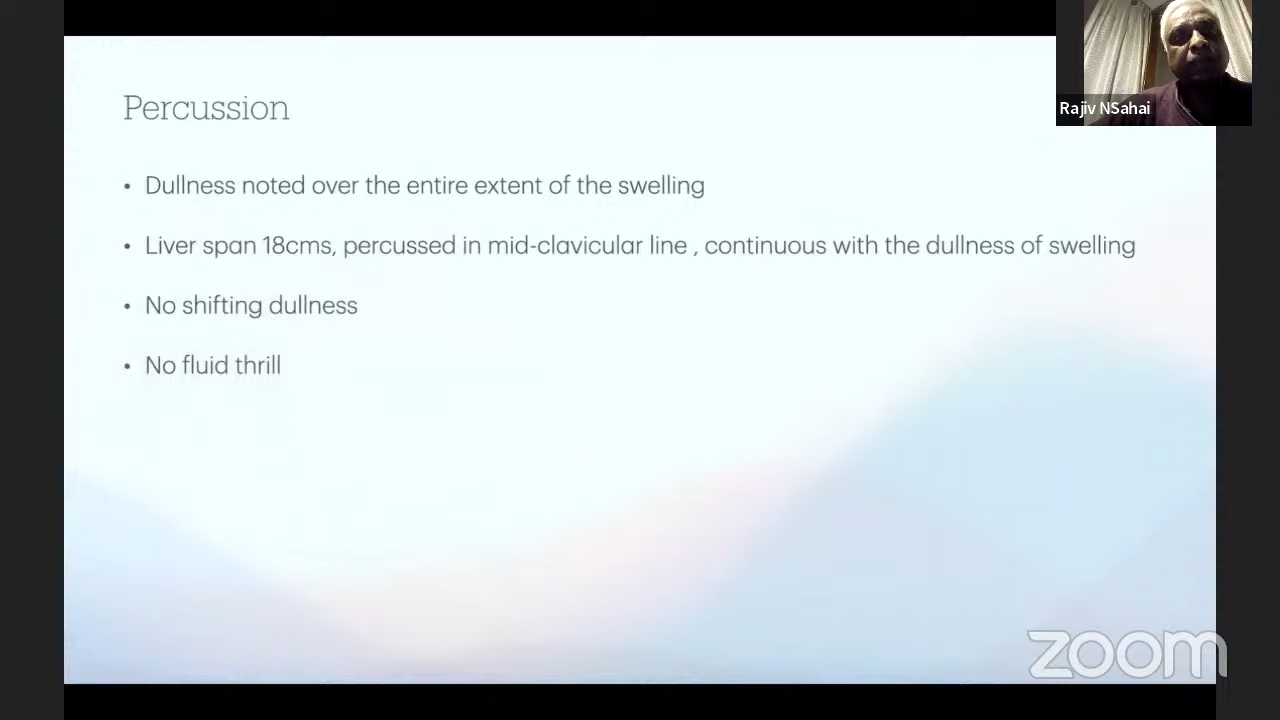 Rajiv NSahai
Percussion
• Dullness noted over the entire extent of the swelling
• Liver span 18cms, percussed in mid-clavicular line , continuous with the dullness of swelling
• No shifting dullness
• No fluid thrill
zoom